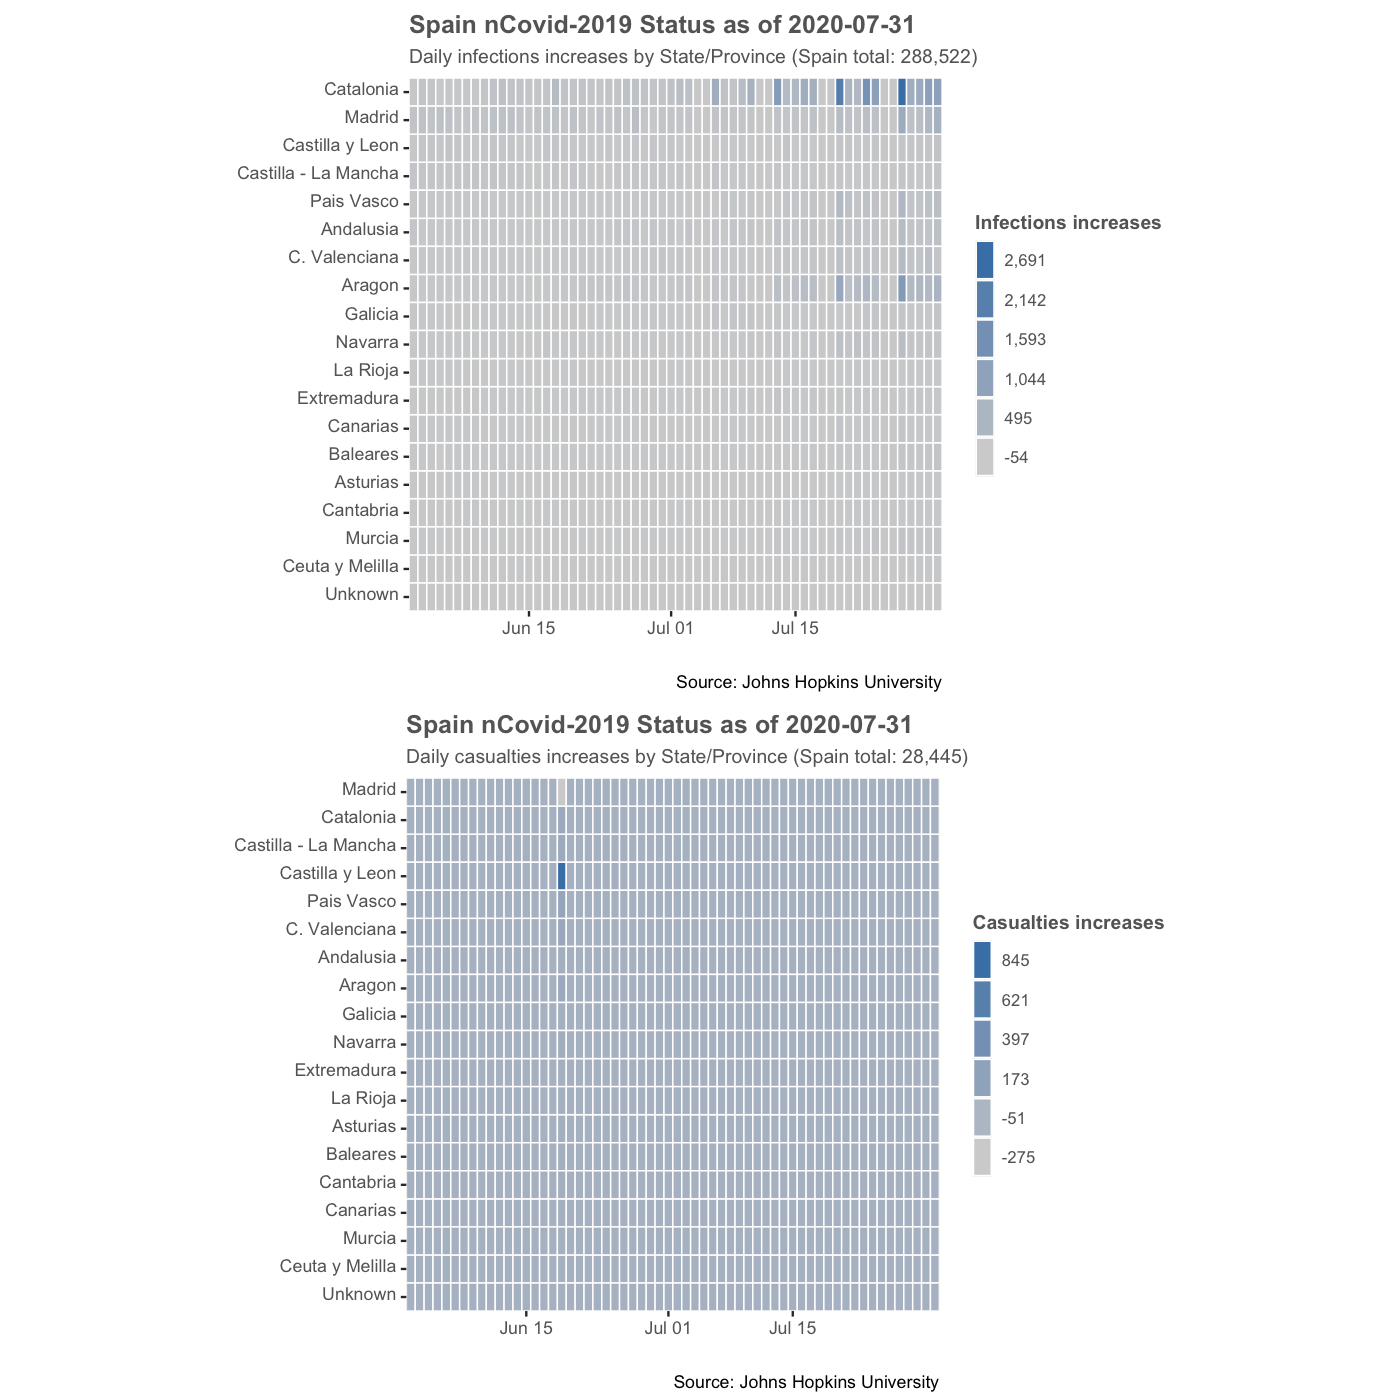 Spain nCovid-2019 Status as of 2020-07-31
Daily infections increases by State/Province (Spain total: 288,522)
Catalonia
Madrid
Castilla y Leon
Castilla - La Mancha
Pais Vasco
Andalusia
C. Valenciana
Aragon
Galicia
Navarra
La Rioja
Extremadura
Canarias
Baleares
Asturias
Cantabria
Murcia
Ceuta y Melilla
Unknown
Jun 15 Jul 01 Jul 15
Infections increases
2,691
2,142
1,593
1,044
495
-54
Source: Johns Hopkins University
Spain nCovid-2019 Status as of 2020-07-31
Daily casualties increases by State/Province (Spain total: 28,445)
Madrid
Catalonia
Castilla - La Mancha
Castilla y Leon
Pais Vasco
C. Valenciana
Andalusia
Aragon
Galicia
Navarra
Extremadura
La Rioja
Asturias
Baleares
Cantabria
Canarias
Murcia
Ceuta y Melilla
Unknown
Jun 15 Jul 01 Jul 15
Casualties increases
845
621
397
173
-51
-275
Source: Johns Hopkins University